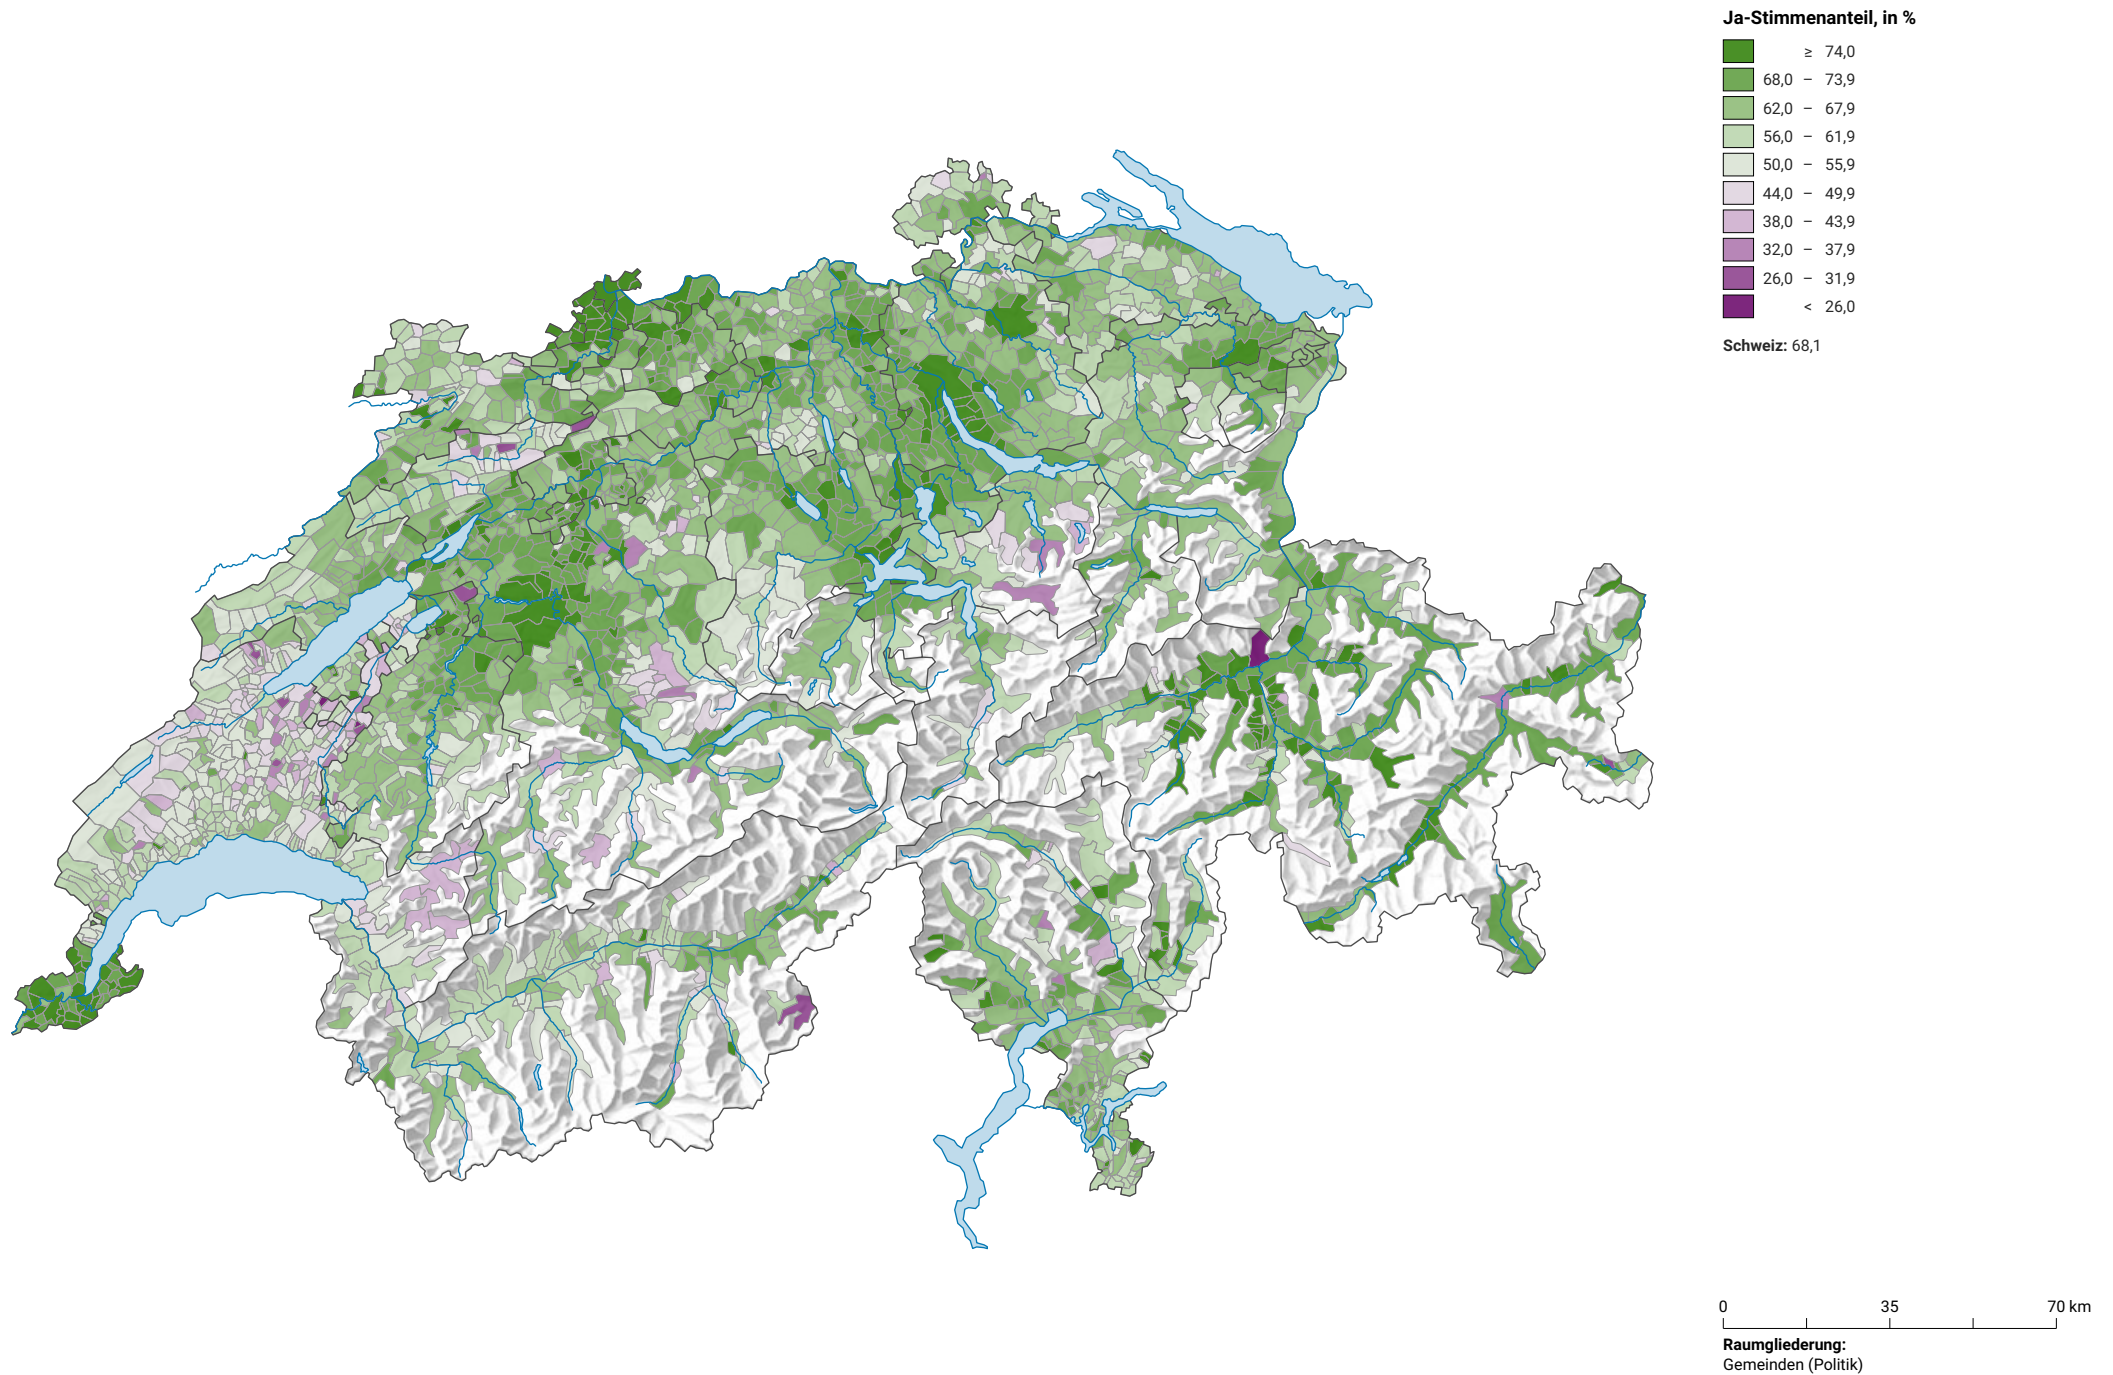 Ja-Stimmenanteil, in %
≥ 74,0
68,0 – 73,9
62,0 – 67,9
56,0 – 61,9
50,0 – 55,9
44,0 – 49,9
38,0 – 43,9
32,0 – 37,9
26,0 – 31,9
< 26,0
Schweiz: 68,1
0 35 70 km
Raumgliederung:
Gemeinden (Politik)